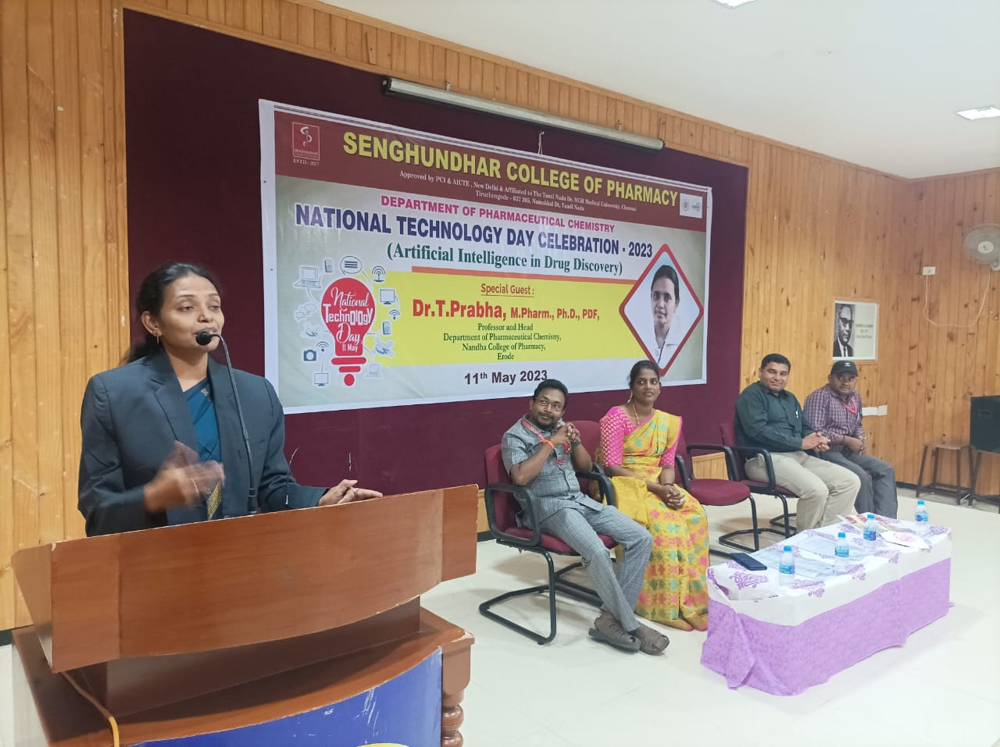 SENGHUNDHAR COLLEGE OF PHARMACY
Approved by PCI & AICTE , New Delhi & Affiliated to The Tamil Nadu Dr. MGR Medical University, Chennai
Tiruchengode - 637 205, Namakkal Dt, Tamil Nadu
SENGHUNDHAR
ESTD : 2017
DEPARTMENT OF PHARMACEUTICAL CHEMISTRY
NATIONAL TECHNOLOGY DAY CELEBRATION - 2023
(Artificial Intelligence in Drug Discovery)
Special Guest :
Dr.T.Prabha, M.Pharm., Ph.D., PDF,
Professor and Head
Department of Pharmaceutical Chemistry,
Nandha College of Pharmacy,
Erode
11th May 2023
National
Technology
Day
11 May